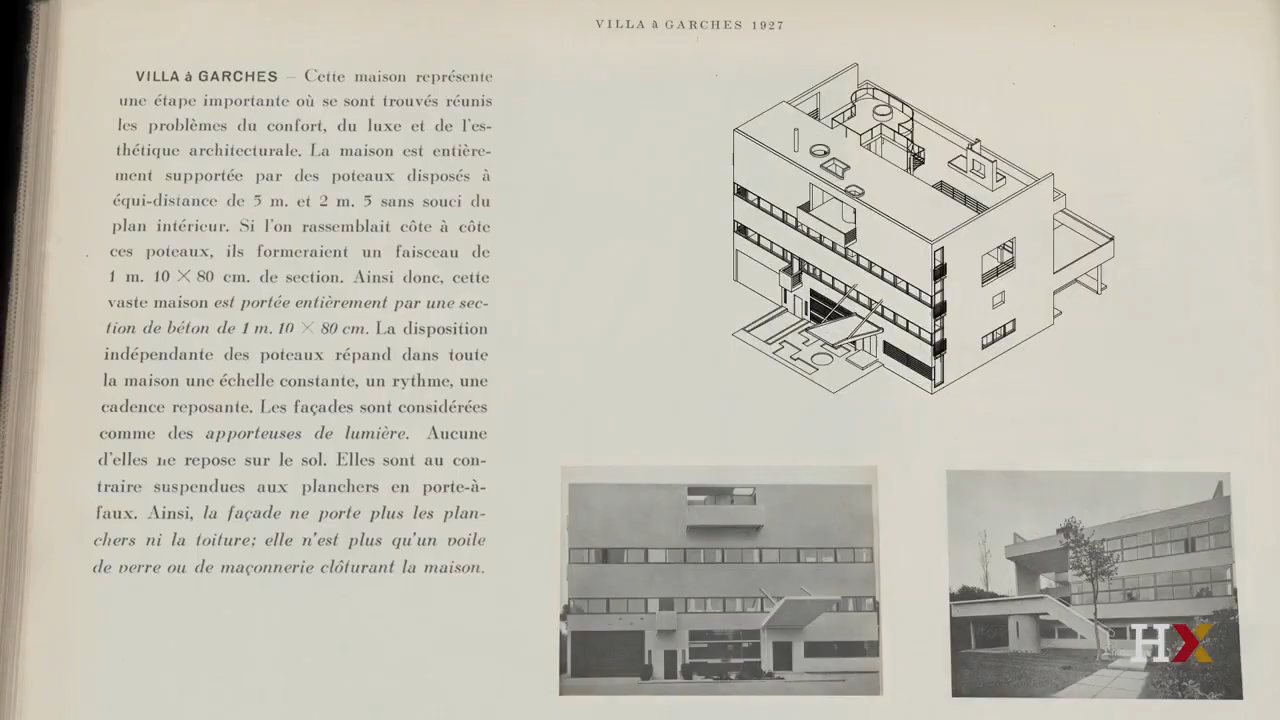 VILLA à GARCHES 1927
VILLA à GARCHES – Cette maison représente
une étape importante où se sont trouvés réunis
les problèmes du confort, du luxe et de l'es-
thétique architecturale. La maison est entière-
ment supportée par des poteaux disposés à
équi-distance de 5 m. et 2 m. 5 sans souci du
plan intérieur. Si l'on rassemblait côte à côte
ces poteaux, ils formeraient un faisceau de
1 m. 10 × 80 cm. de section. Ainsi donc, cette
vaste maison est portée entièrement par une sec-
tion de béton de 1 m. 10 × 80 cm. La disposition
indépendante des poteaux répand dans toute
la maison une échelle constante, un rythme, une
cadence reposante. Les façades sont considérées
comme des apporteuses de lumière. Aucune
d'elles ne repose sur le sol. Elles sont au con-
traire suspendues aux planchers en porte-à-
faux. Ainsi, la façade ne porte plus les plan-
chers ni la toiture; elle n'est plus qu'un voile
de verre ou de maçonnerie clôturant la maison.
HX